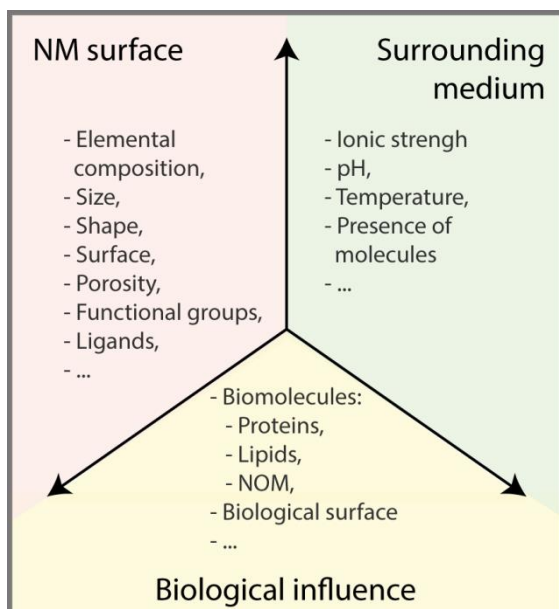 NM surface
- Elemental
composition,
- Size,
- Shape,
- Surface,
- Porosity,
- Functional groups,
- Ligands,
- ...
Surrounding
medium
- Ionic strengh
- pH,
- Temperature,
- Presence of
molecules
- ...
- Biomolecules:
- Proteins,
- Lipids,
- NOM,
- Biological surface
- ...
Biological influence